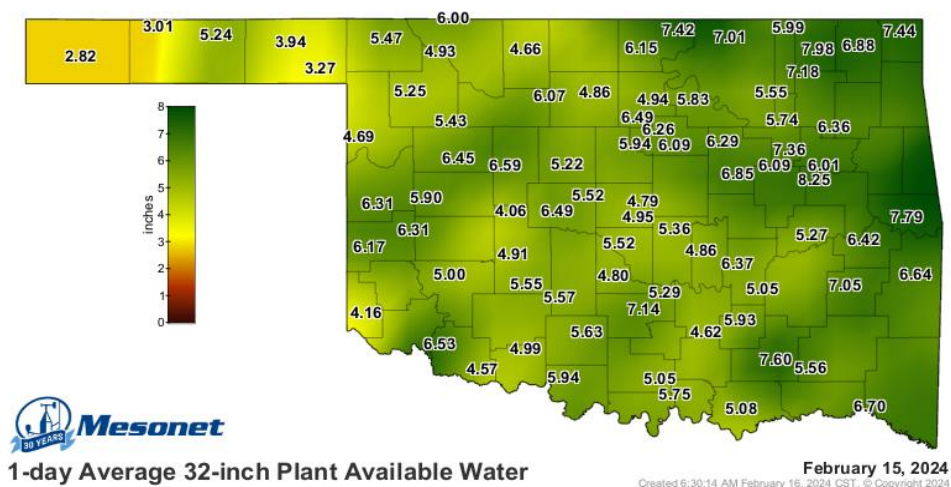 6.00
7.42 5.99 7.44
3.01 5.24 3.94 5.47 4.93 4.66 6.15 7.01 7.98 6.88
2.82 3.27 7.18
5.25 6.07 4.86 4.94 5.83 5.55
8
7
6
5
4
3
2
1
0
inches
5.43 6.49 5.74 6.36
4.69 6.26
5.94 6.09 6.29 7.36
6.45 6.59 5.22 6.85 6.09 6.01
8.25
6.31 5.90 5.52 4.79
4.06 6.49 4.95 7.79
6.31 5.36 5.27 6.42
6.17 4.91 5.52 4.86 6.37
5.00 5.55 4.80 5.05 7.05 6.64
5.57 5.29
4.16 7.14 5.93
5.63 4.62
6.53 4.99 7.60 5.56
4.57 5.94 5.05
5.75 5.08 6.70
30 YEARS
Mesonet
1-day Average 32-inch Plant Available Water
February 15, 2024
Created 6:30:14 AM February 16, 2024 CST. © Copyright 2024